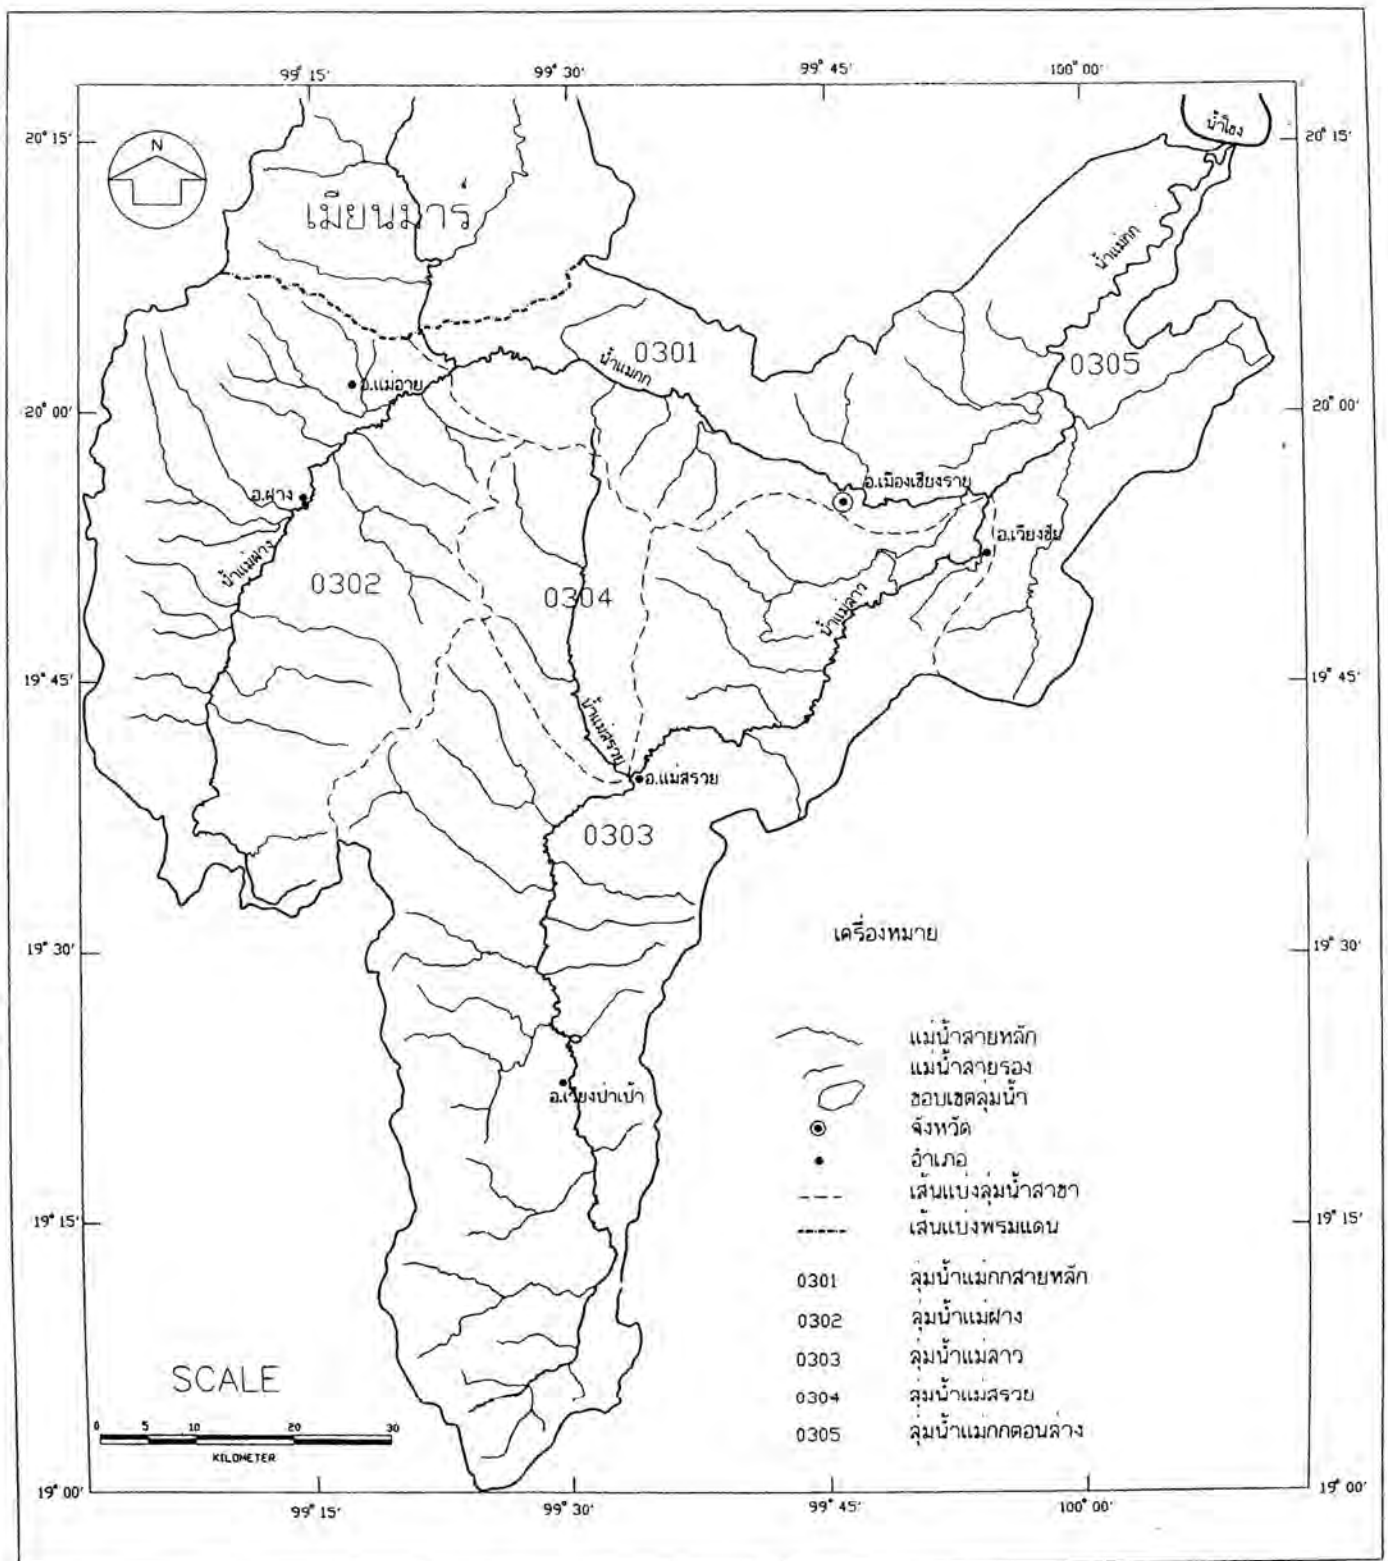 99° 15'
99° 30'
99° 45'
100° 00'
20° 15'
20° 15'
N
น้ำโขง
เมียนมาร์
น้ำแม่กก
0301
น้ำแม่กก
0305
อ.แม่อาย
20° 00'
20° 00'
อ.เมืองเชียงราย
อ.ฝาง
อ.เวียงชัย
น้ำแม่ฝาง
0302
0304
น้ำแม่ลาว
19° 45'
19° 45'
น้ำแม่สรวย
อ.แม่สรวย
0303
เครื่องหมาย
19° 30'
19° 30'
แม่น้ำสายหลัก
แม่น้ำสายรอง
ขอบเขตลุ่มน้ำ
อ.เวียงป่าเป้า
จังหวัด
อำเภอ
เส้นแบ่งลุ่มน้ำสาขา
19° 15'
19° 15'
เส้นแบ่งพรมแดน
0301 ลุ่มน้ำแม่กกสายหลัก
0302 ลุ่มน้ำแม่ฝาง
0303 ลุ่มน้ำแม่ลาว
SCALE
0304 ลุ่มน้ำแม่สรวย
0 5 10 20 30
0305 ลุ่มน้ำแม่กกตอนล่าง
KILOMETER
19° 00'
19° 00'
99° 15'
99° 30'
99° 45'
100° 00'